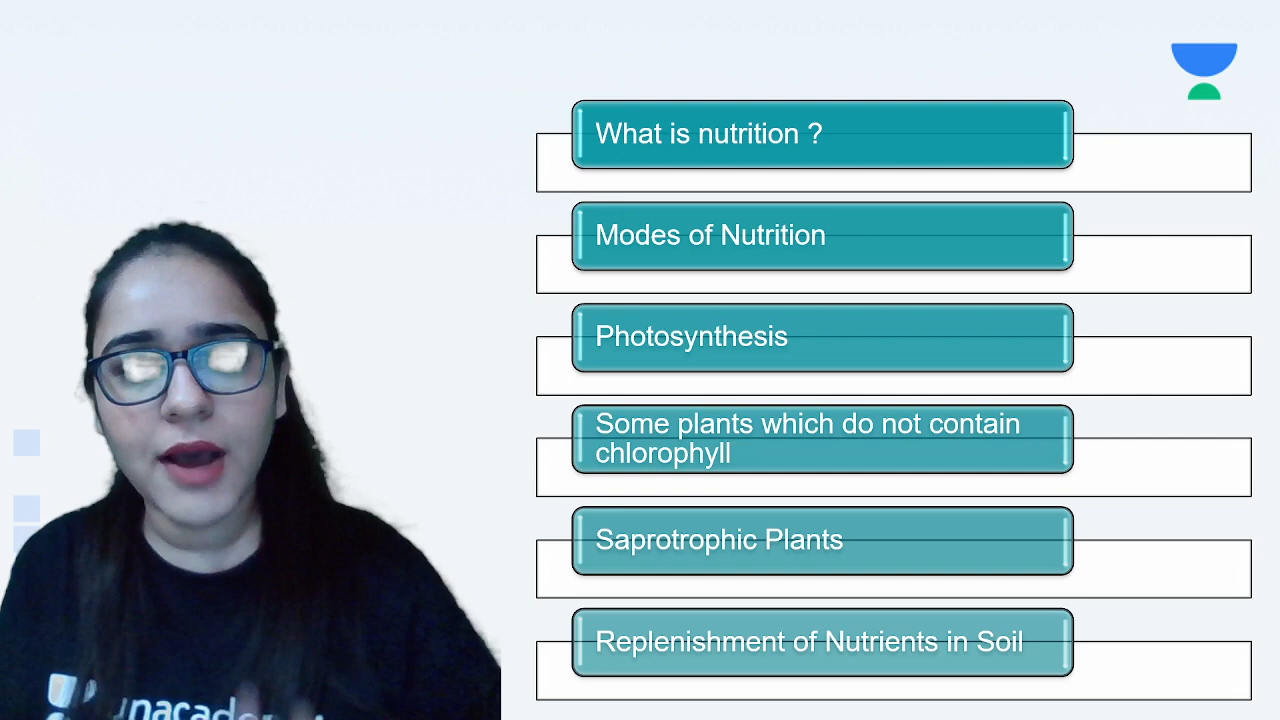 What is nutrition ?
Modes of Nutrition
Photosynthesis
Some plants which do not contain
chlorophyll
Saprotrophic Plants
Replenishment of Nutrients in Soil